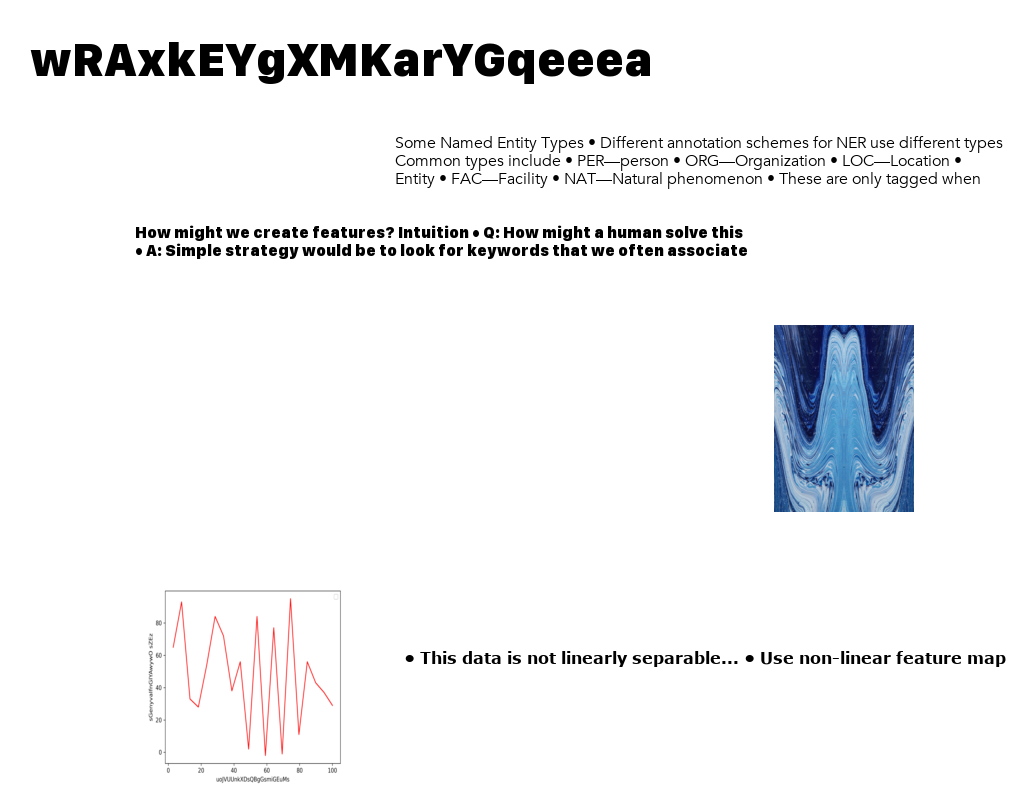 wRAxkEYgXMKarYGqeeea
Some Named Entity Types • Different annotation schemes for NER use different types
Common types include • PER—person • ORG—Organization • LOC—Location •
Entity • FAC—Facility • NAT—Natural phenomenon • These are only tagged when
How might we create features? Intuition • Q: How might a human solve this
• A: Simple strategy would be to look for keywords that we often associate
• This data is not linearly separable... • Use non-linear feature map
80
60
40
20
0
0 20 40 60 80 100